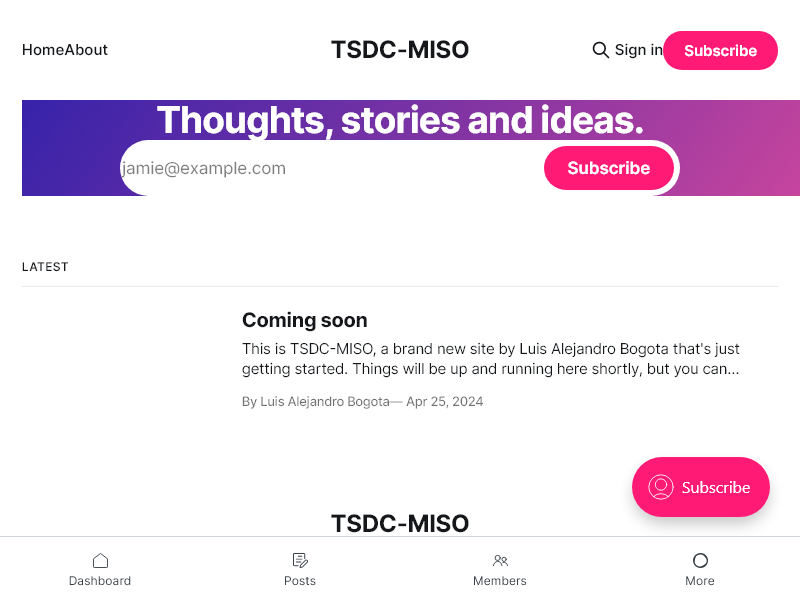 HomeAbout
TSDC-MISO
Sign in
Subscribe
Thoughts, stories and ideas.
jamie@example.com
Subscribe
LATEST
Coming soon
This is TSDC-MISO, a brand new site by Luis Alejandro Bogota that's just
getting started. Things will be up and running here shortly, but you can...
By Luis Alejandro Bogota— Apr 25, 2024
Subscribe
TSDC-MISO
Dashboard
Posts
Members
More